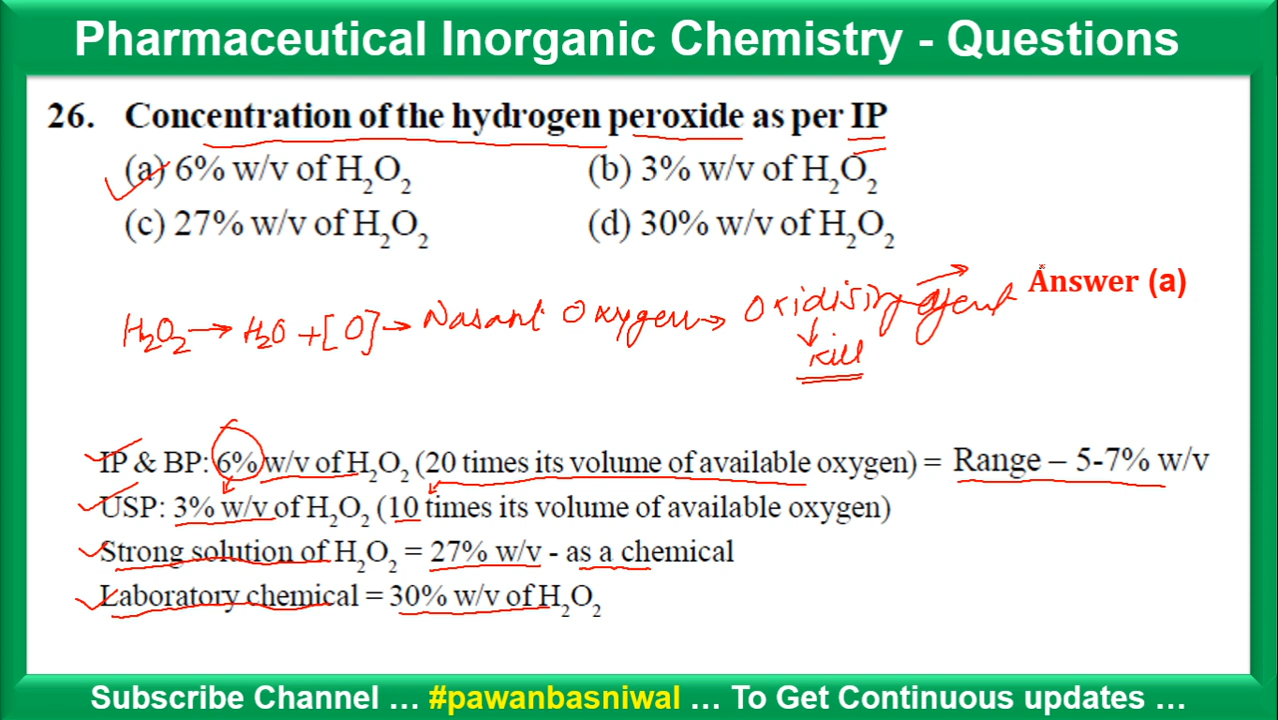 Pharmaceutical Inorganic Chemistry - Questions
26. Concentration of the hydrogen peroxide as per IP
(a) 6% w/v of H₂O₂ (b) 3% w/v of H₂O₂
(c) 27% w/v of H₂O₂ (d) 30% w/v of H₂O₂
Answer (a)
H₂O₂ → H₂O + [O] → Nasant Oxygen → Oxidising agent
↓
Kill
IP & BP: 6% w/v of H₂O₂ (20 times its volume of available oxygen) = Range – 5-7% w/v
USP: 3% w/v of H₂O₂ (10 times its volume of available oxygen)
Strong solution of H₂O₂ = 27% w/v - as a chemical
Laboratory chemical = 30% w/v of H₂O₂
Subscribe Channel ... #pawanbasniwal ... To Get Continuous updates ...